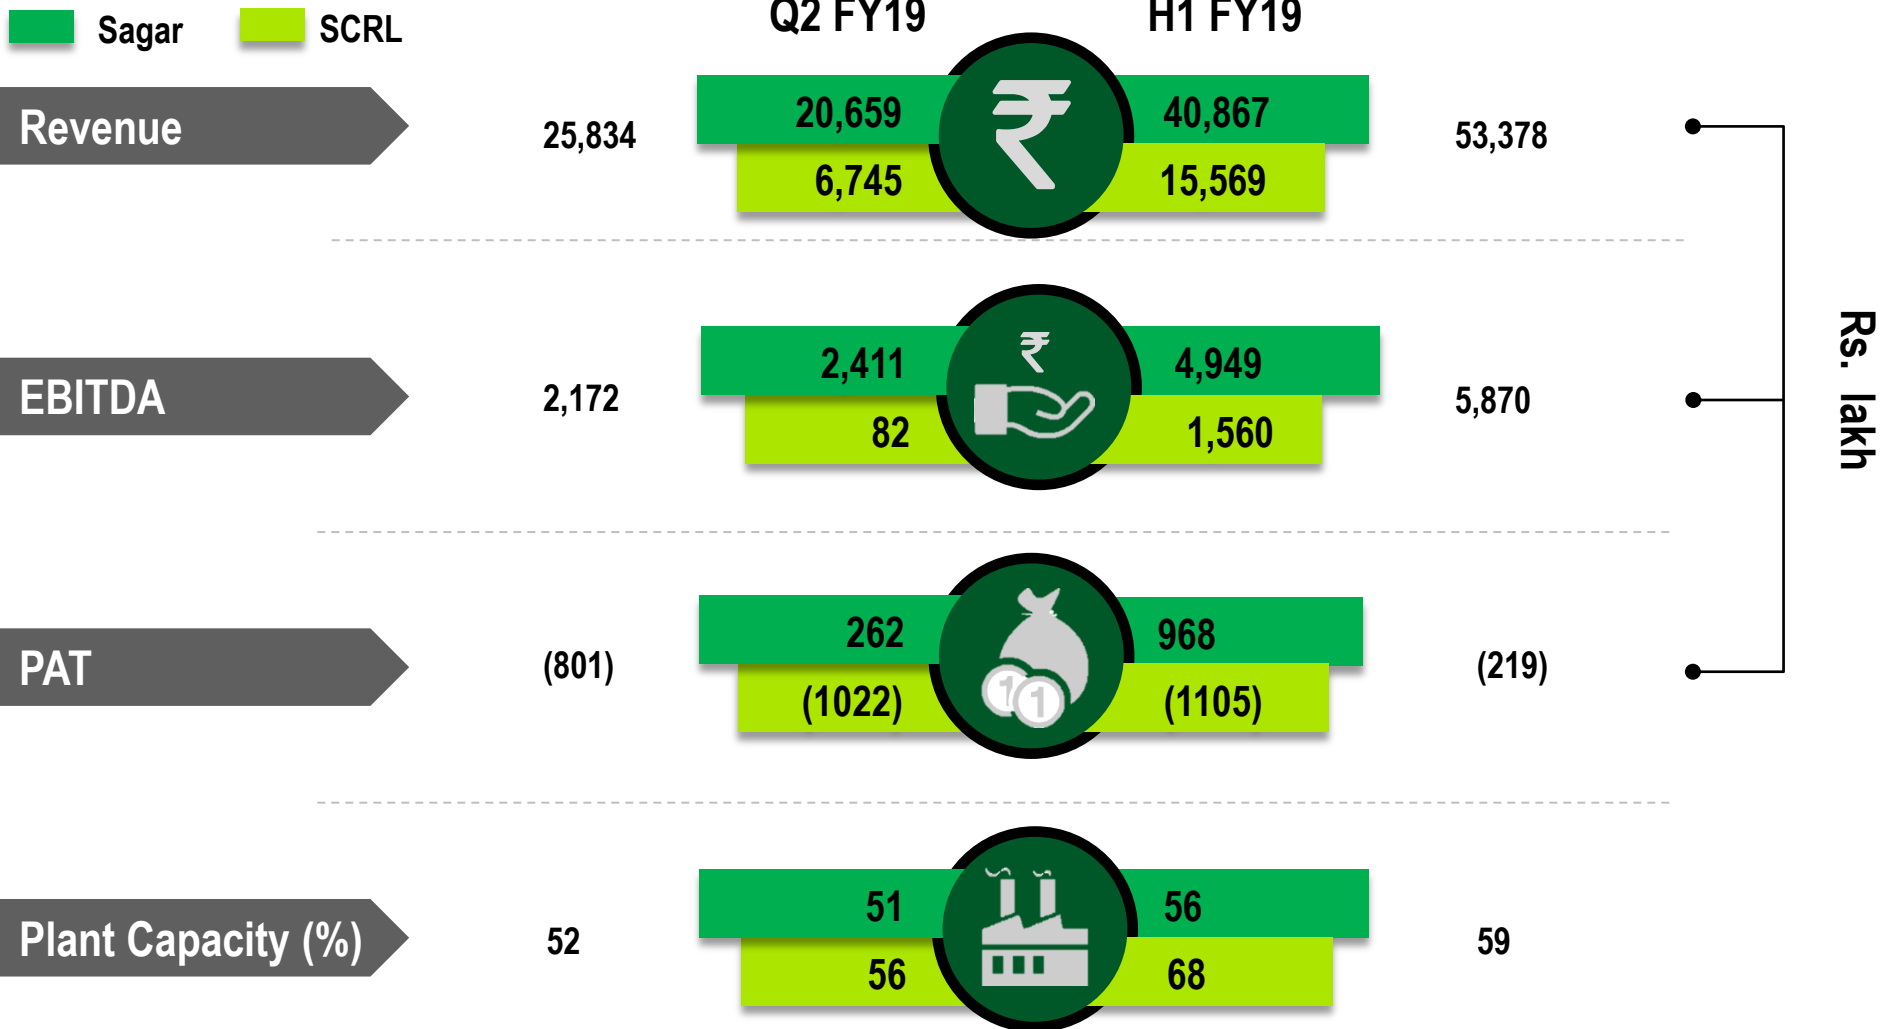 Sagar SCRL Q2 FY19 H1 FY19
Revenue 25,834 20,659 40,867 53,378
6,745 15,569
EBITDA 2,172 2,411 4,949 5,870
82 1,560
PAT (801) 262 968 (219)
(1022) (1105)
Plant Capacity (%) 52 51 56 59
56 68
Rs. lakh
₹
₹
1 1